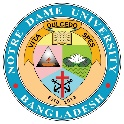 NOTRE DAME UNIVERSITY
VITA DULCEDO SPES
BANGLADESH